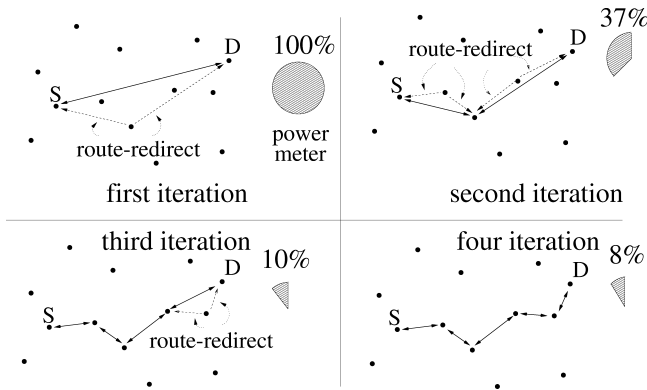 D
100%
S
route-redirect
power
meter
first iteration
37%
D
route-redirect
S
second iteration
third iteration
10%
D
S
route-redirect
four iteration
8%
D
S